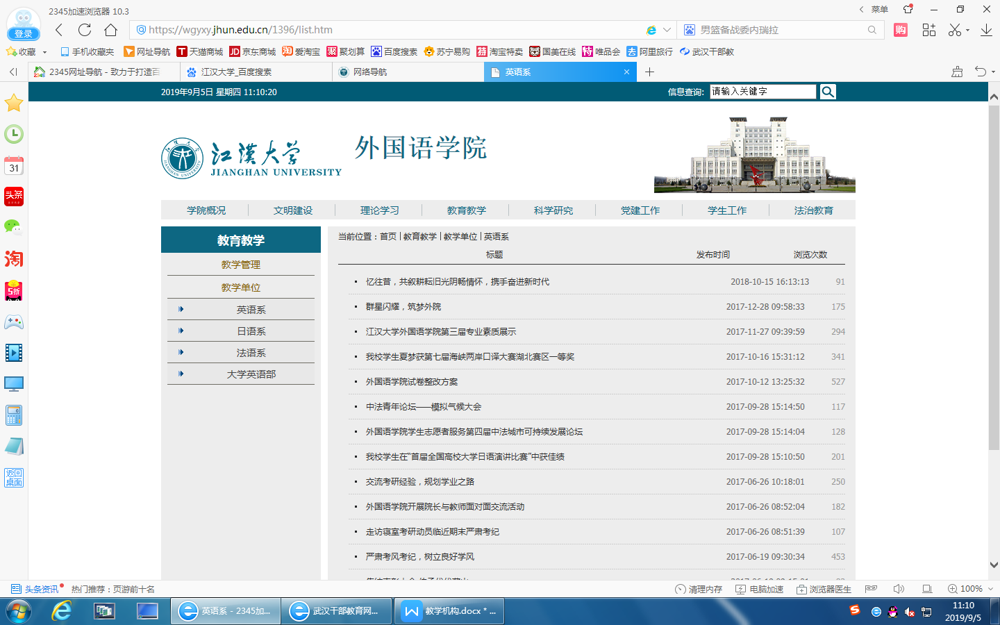 2345加速浏览器 10.3
菜单
登录
https://wgyxy.jhun.edu.cn/1396/list.htm
男篮备战委内瑞拉
购
收藏 手机收藏夹 网址导航 天猫商城 京东商城 爱淘宝 聚划算 百度搜索 苏宁易购 淘宝特卖 国美在线 唯品会 阿里旅行 武汉干部教
2345网址导航 - 致力于打造百 江汉大学_百度搜索 网络导航 英语系
2019年9月5日 星期四 11:10:20
信息查询: 请输入关键字
31
头条
淘
5折
返回
桌面
江漢大学
JIANGHAN UNIVERSITY
外国语学院
学院概况 文明建设 理论学习 教育教学 科学研究 党建工作 学生工作 法治教育
教育教学
教学管理
教学单位
英语系
日语系
法语系
大学英语部
当前位置：首页 | 教育教学 | 教学单位 | 英语系
标题 发布时间 浏览次数
忆往昔，共叙耕耘旧光阴畅情怀，携手奋进新时代 2018-10-15 16:13:13 91
群星闪耀，筑梦外院 2017-12-28 09:58:33 175
江汉大学外国语学院第三届专业素质展示 2017-11-27 09:39:59 294
我校学生夏梦获第七届海峡两岸口译大赛湖北赛区一等奖 2017-10-16 15:31:12 341
外国语学院试卷整改方案 2017-10-12 13:25:32 527
中法青年论坛——模拟气候大会 2017-09-28 15:14:50 117
外国语学院学生志愿者服务第四届中法城市可持续发展论坛 2017-09-28 15:14:04 128
我校学生在“首届全国高校大学日语演讲比赛”中获佳绩 2017-09-28 15:10:50 201
交流考研经验，规划学业之路 2017-06-26 10:18:01 250
外国语学院开展院长与教师面对面交流活动 2017-06-26 08:52:04 182
走访寝室考研动员临近期末严肃考纪 2017-06-26 08:51:39 107
严肃考风考纪，树立良好学风 2017-06-19 09:30:34 453
头条资讯 热门推荐：页游前十名
清理内存 电脑加速 浏览器医生 100%
英语系 - 2345加... 武汉干部教育网... 教学机构.docx * ...
11:10
2019/9/5